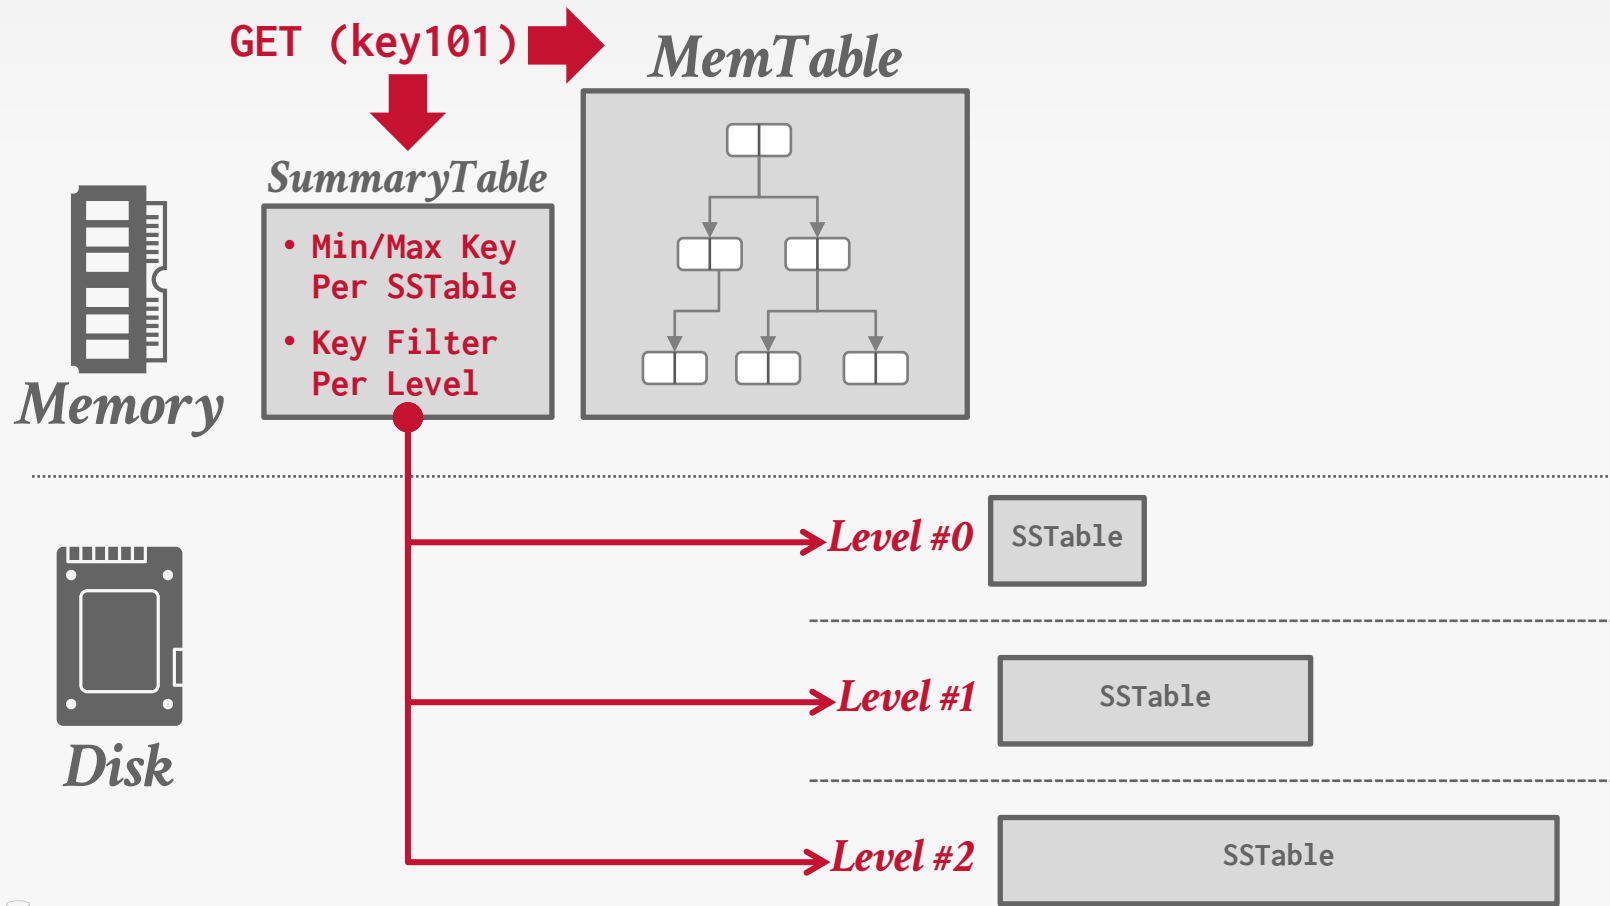 GET (key101)
MemTable
SummaryTable
• Min/Max Key
Per SSTable
• Key Filter
Per Level
Memory
Level #0
SSTable
Level #1
SSTable
Disk
Level #2
SSTable